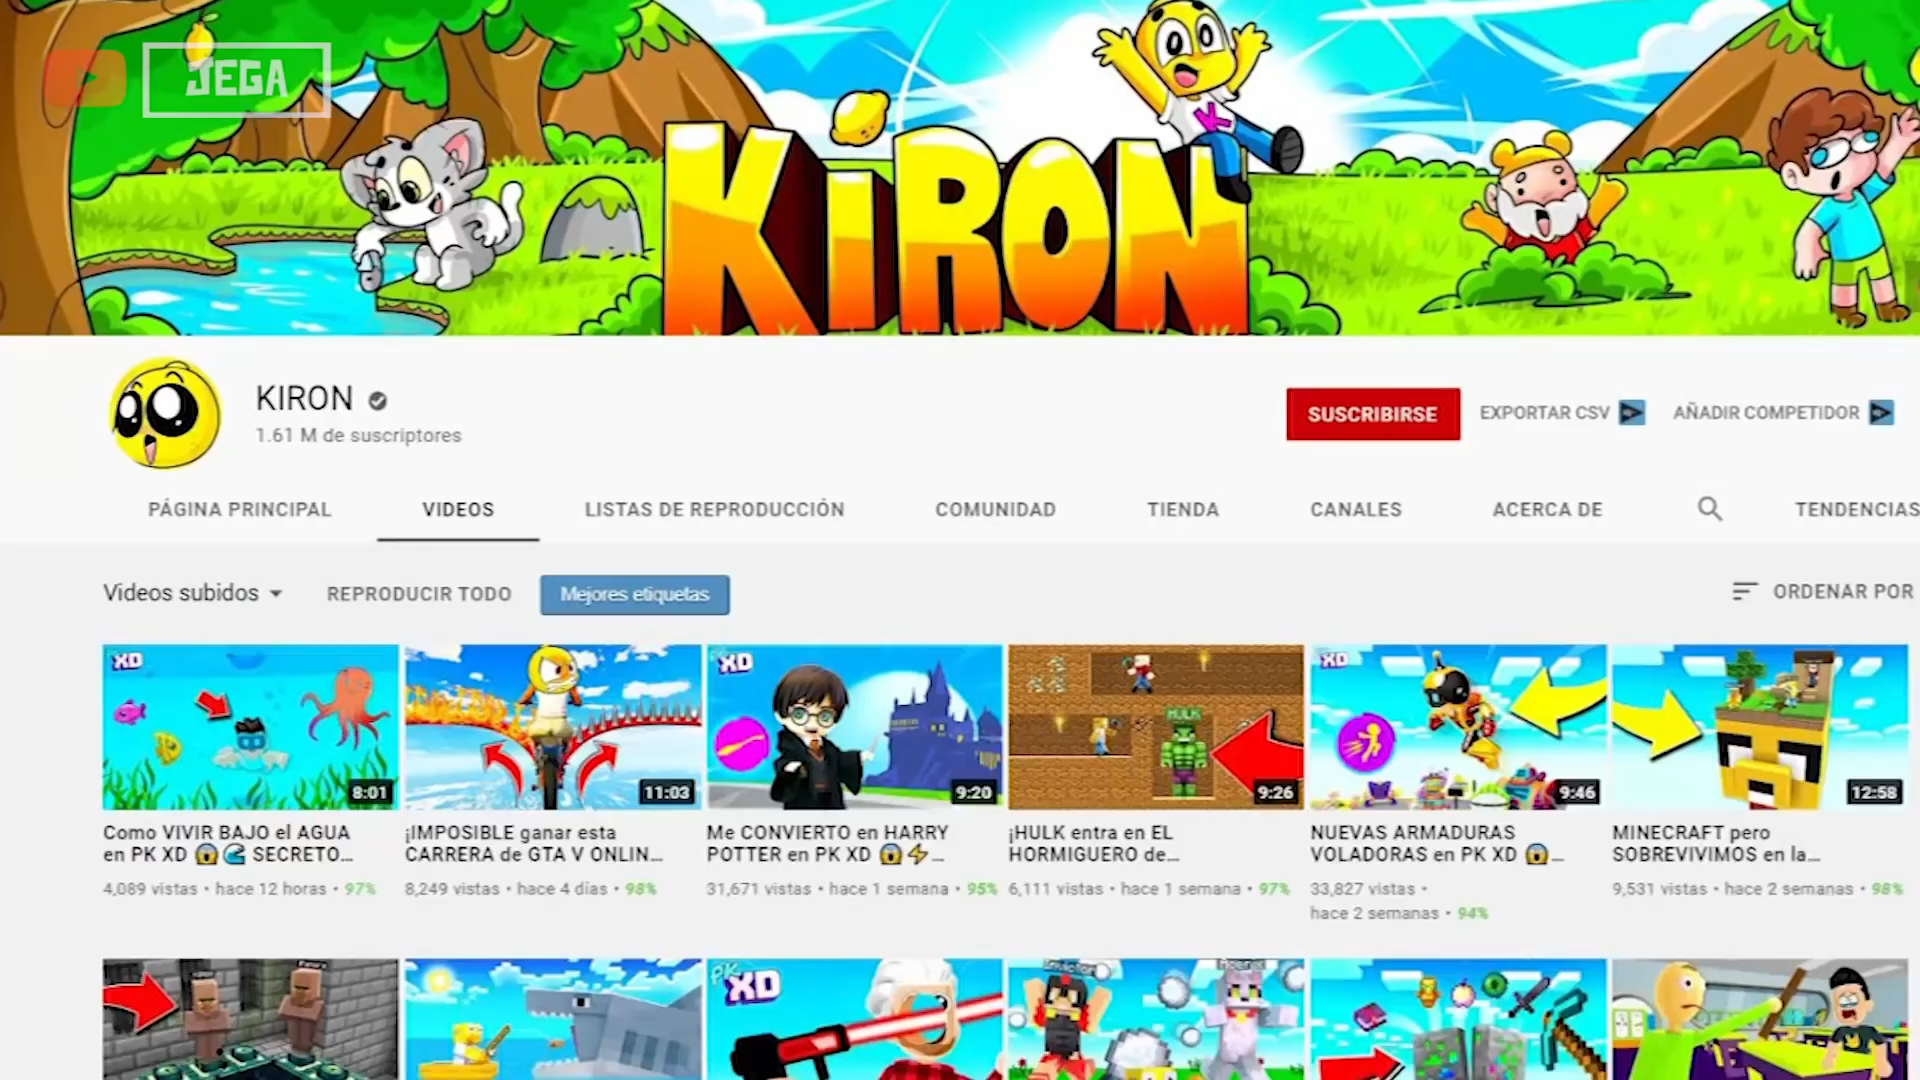 JEGA
KIRON
K
KIRON
1.61 M de suscriptores
SUSCRIBIRSE
EXPORTAR CSV
AÑADIR COMPETIDOR
PÁGINA PRINCIPAL
VIDEOS
LISTAS DE REPRODUCCIÓN
COMUNIDAD
TIENDA
CANALES
ACERCA DE
TENDENCIAS
Videos subidos
REPRODUCIR TODO
Mejores etiquetas
ORDENAR POR
XD
8:01
11:03
XD
9:20
HULK
9:26
XD
9:46
12:58
Como VIVIR BAJO el AGUA
en PK XD 😱🌊 SECRETO...
4,089 vistas • hace 12 horas • 97%
¡IMPOSIBLE ganar esta
CARRERA de GTA V ONLIN...
8,249 vistas • hace 4 días • 98%
Me CONVIERTO en HARRY
POTTER en PK XD 😱⚡...
31,671 vistas • hace 1 semana • 95%
¡HULK entra en EL
HORMIGUERO de...
6,111 vistas • hace 1 semana • 97%
NUEVAS ARMADURAS
VOLADORAS en PK XD 😱...
33,827 vistas •
hace 2 semanas • 94%
MINECRAFT pero
SOBREVIVIMOS en la...
9,531 vistas • hace 2 semanas • 98%
PK
XD